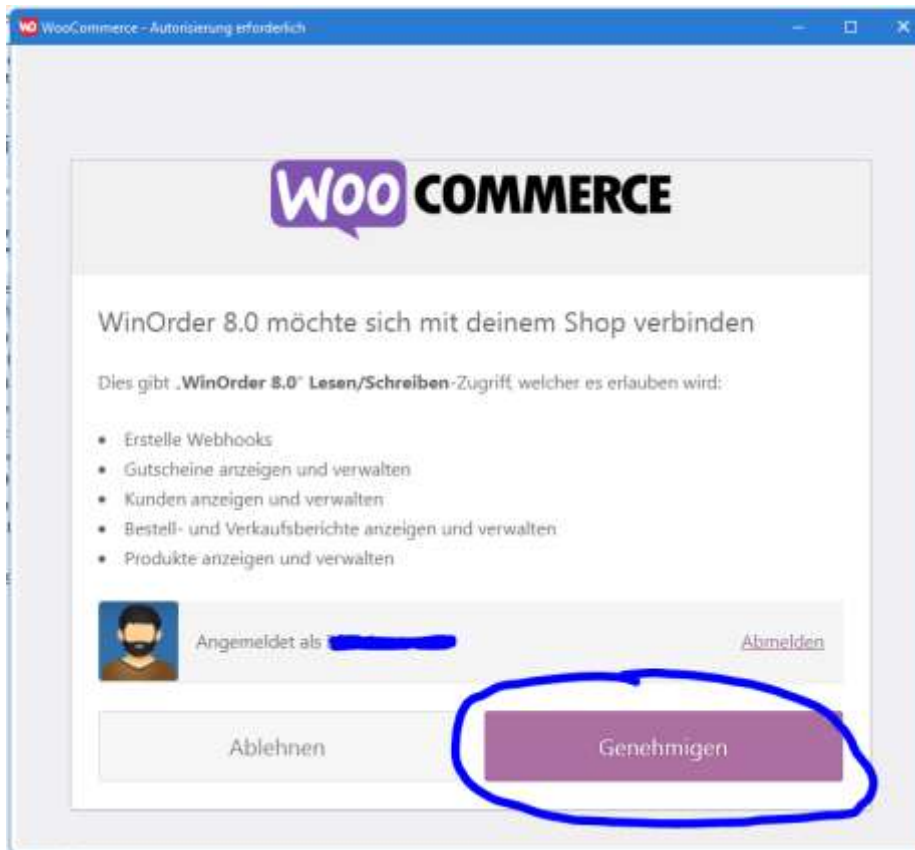 WooCommerce - Autorisierung erforderlich
WOO COMMERCE
WinOrder 8.0 möchte sich mit deinem Shop verbinden
Dies gibt „WinOrder 8.0“ Lesen/Schreiben-Zugriff, welcher es erlauben wird:
• Erstelle Webhooks
• Gutscheine anzeigen und verwalten
• Kunden anzeigen und verwalten
• Bestell- und Verkaufsberichte anzeigen und verwalten
• Produkte anzeigen und verwalten
Angemeldet als
Abmelden
Ablehnen
Genehmigen